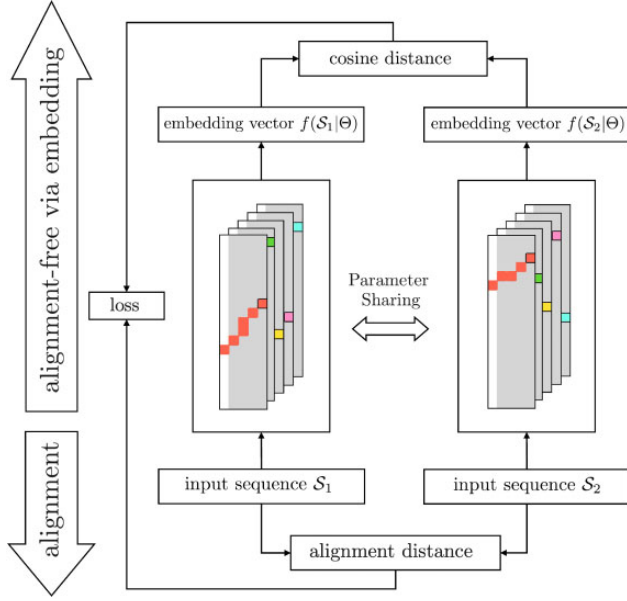 cosine distance
embedding vector f(S₁|Θ)
embedding vector f(S₂|Θ)
alignment-free via embedding
loss
Parameter
Sharing
input sequence S₁
input sequence S₂
alignment
alignment distance